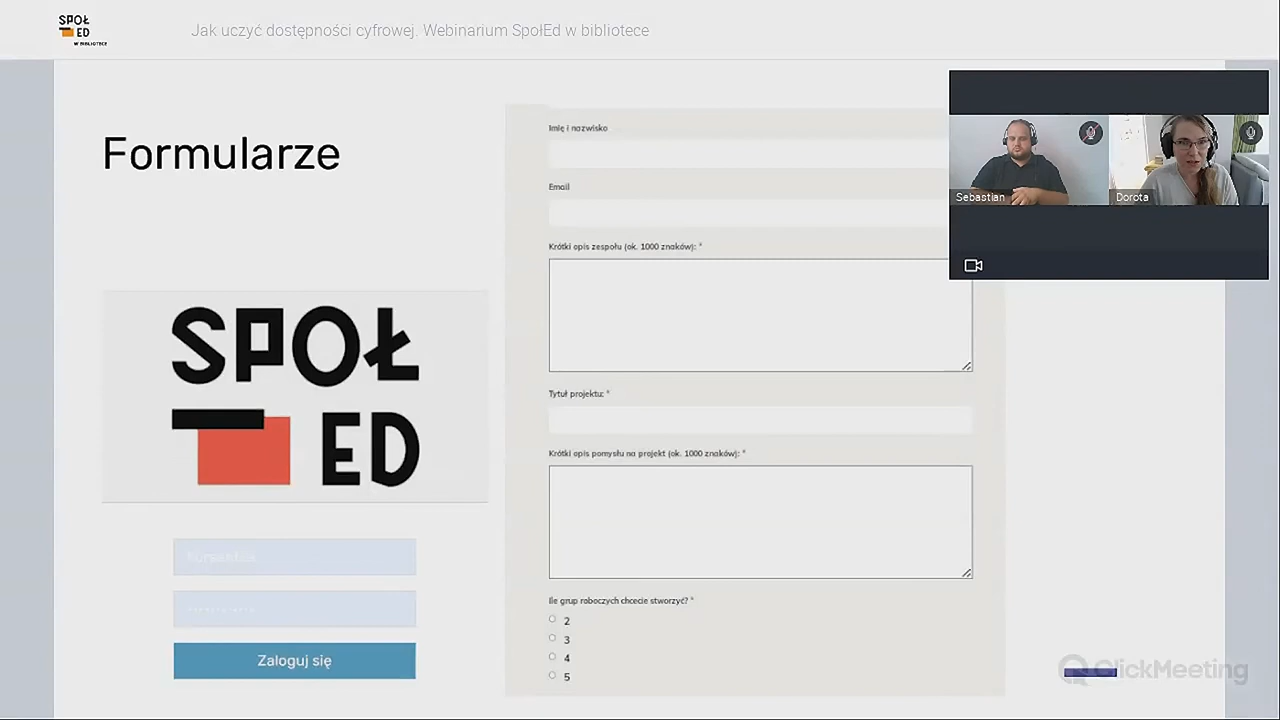 SPOŁ
ED
W BIBLIOTECE
Jak uczyć dostępności cyfrowej. Webinarium SpołEd w bibliotece
Formularze
SPOŁ
ED
Zaloguj się
Imię i nazwisko
Email
Krótki opis zespołu (ok. 1000 znaków): *
Tytuł projektu: *
Krótki opis pomysłu na projekt (ok. 1000 znaków): *
Ile grup roboczych chcecie stworzyć? *
2
3
4
5
Sebastian
Dorota
ClickMeeting